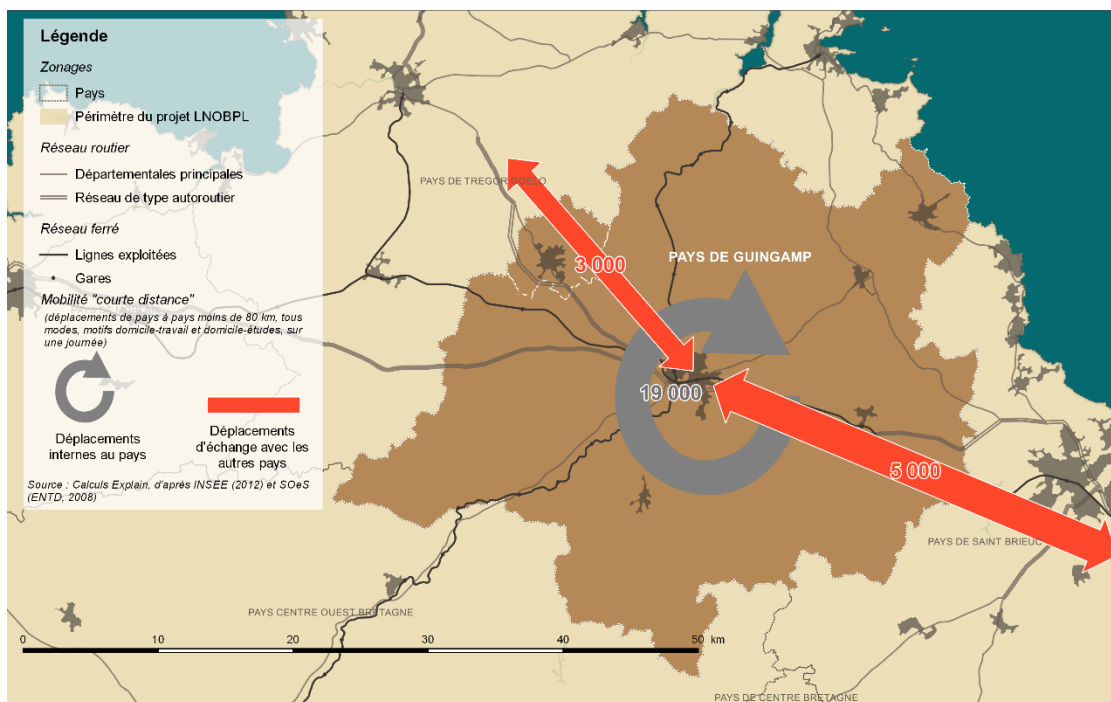 Légende
Zonages
Pays
Périmètre du projet LNOBPL
Réseau routier
Départementales principales
Réseau de type autoroutier
Réseau ferré
Lignes exploitées
Gares
Mobilité "courte distance"
(déplacements de pays à pays moins de 80 km, tous
modes, motifs domicile-travail et domicile-études, sur
une journée)
Déplacements
internes au pays
Déplacements
d'échange avec les
autres pays
Source : Calculs Explain, d'après INSEE (2012) et SOeS
(ENTD, 2008)
PAYS DE TREGOR GOELO
3 000
PAYS DE GUINGAMP
19 000
5 000
PAYS DE SAINT BRIEUC
PAYS CENTRE OUEST BRETAGNE
0 10 20 30 40 50 km
PAYS DE CENTRE BRETAGNE